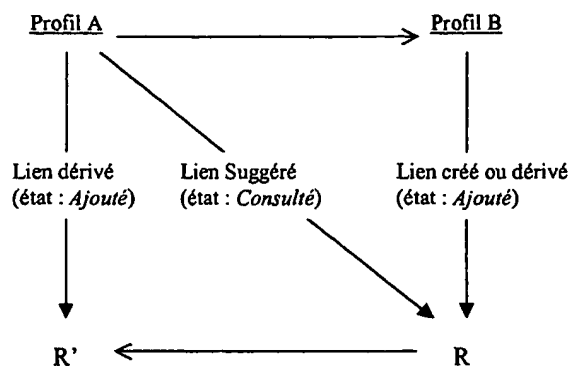 Profil A
Profil B
Lien dérivé
(état : Ajouté)
Lien Suggéré
(état : Consulté)
Lien créé ou dérivé
(état : Ajouté)
R'
R